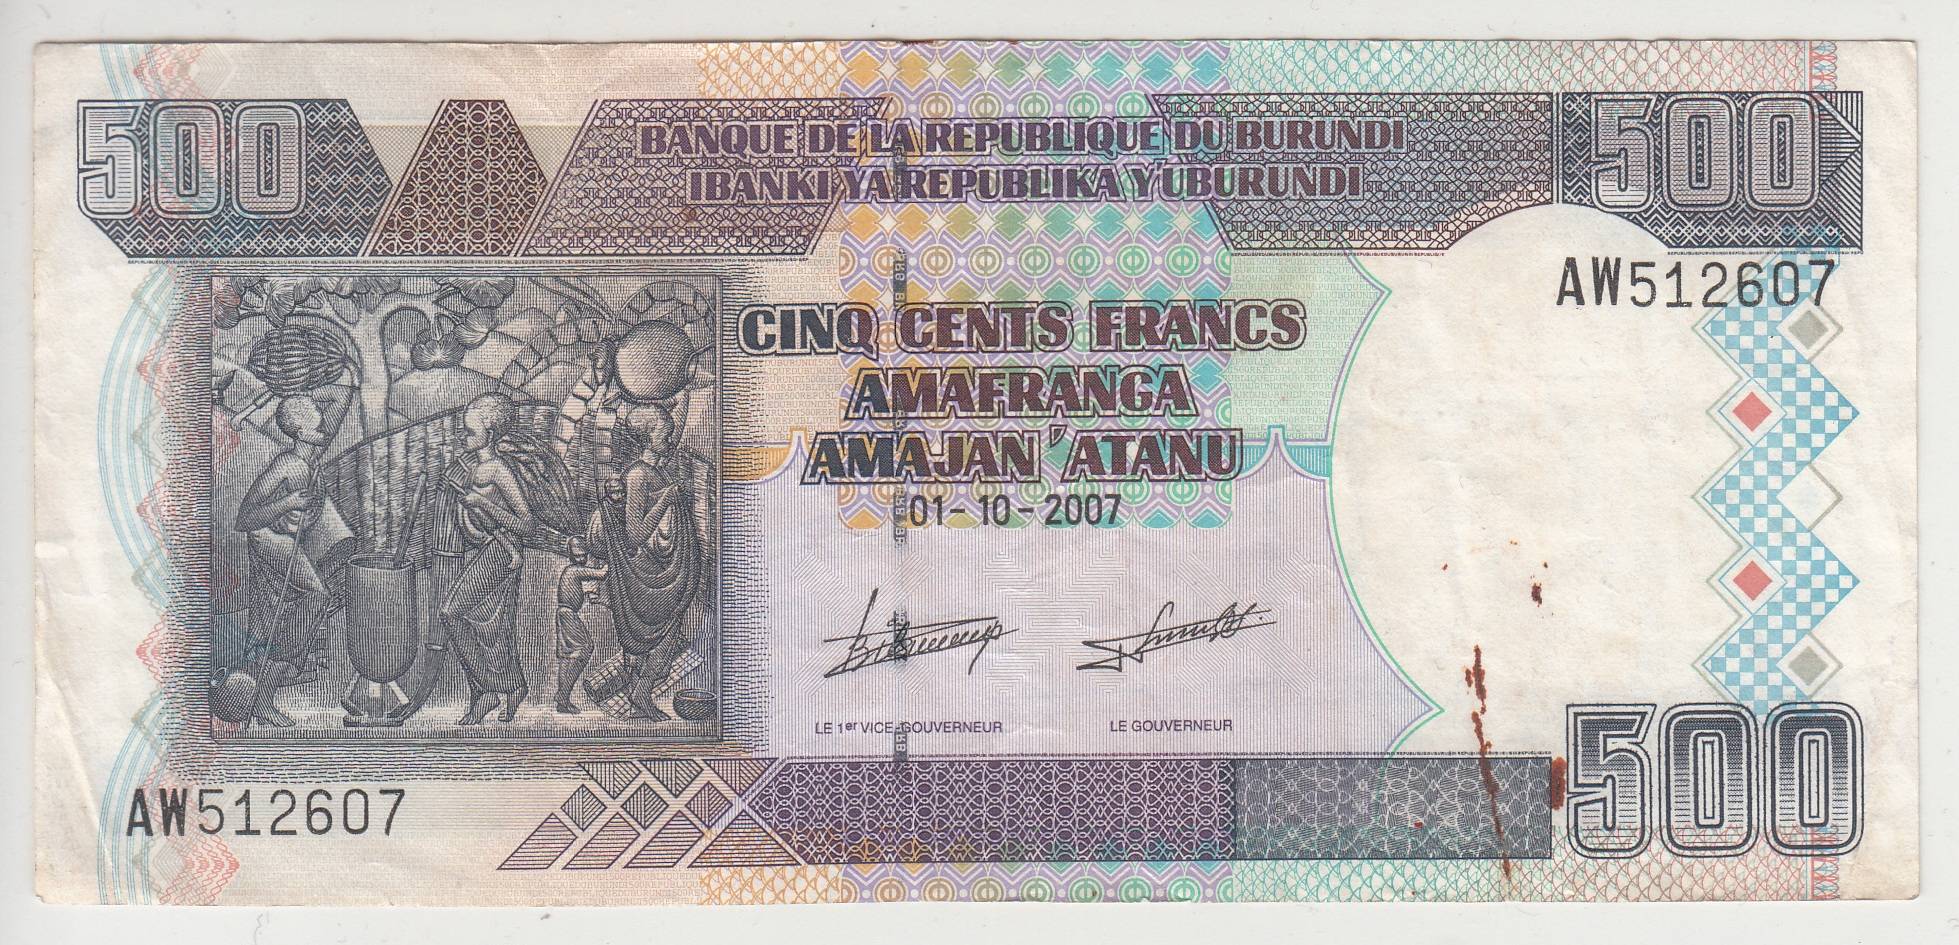 500
BANQUE DE LA REPUBLIQUE DU BURUNDI
IBANKI YA REPUBLIKA Y'UBURUNDI
500
AW512607
CINQ CENTS FRANCS
AMAFRANGA
AMAJAN'ATANU
01-10-2007
LE 1er VICE-GOUVERNEUR
LE GOUVERNEUR
AW512607
500